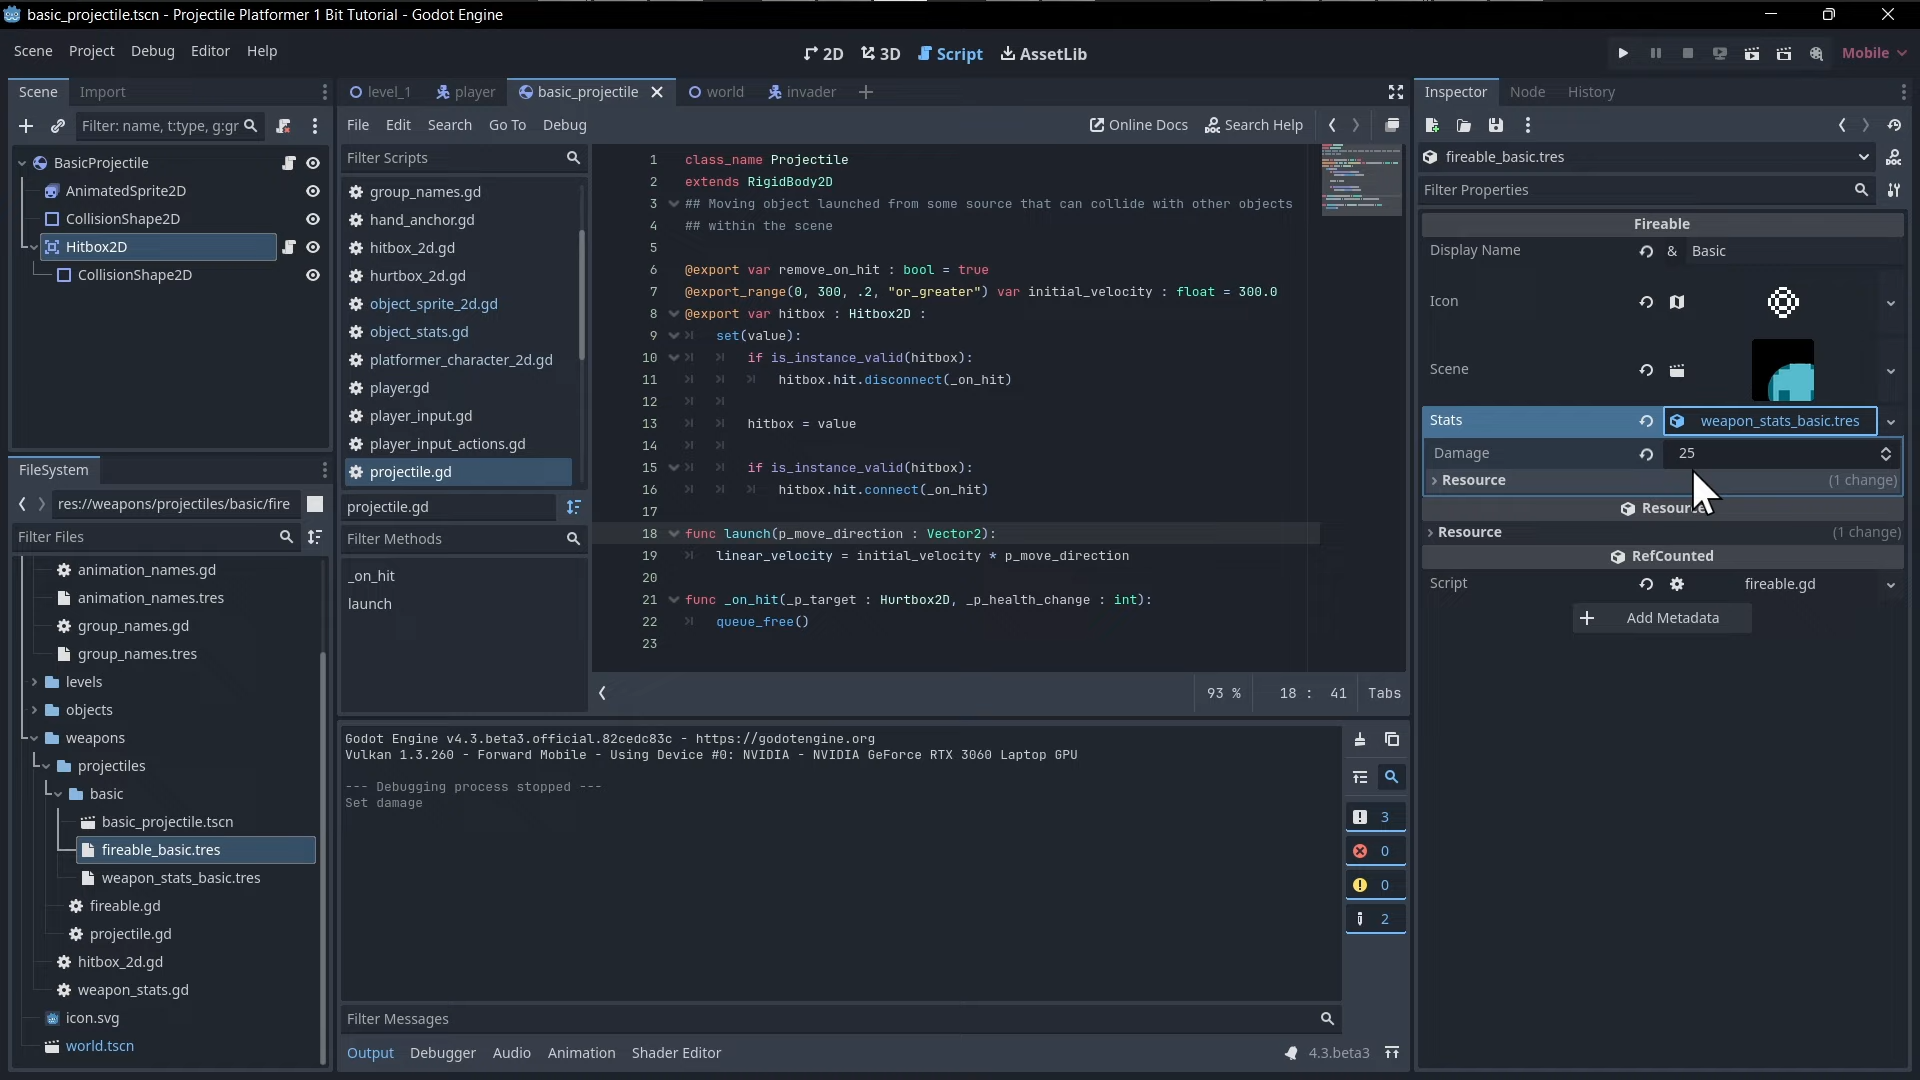 basic_projectile.tscn - Projectile Platformer 1 Bit Tutorial - Godot Engine
Scene Project Debug Editor Help
2D 3D Script AssetLib
Mobile
Scene Import
Filter: name, t:type, g:gr
BasicProjectile
AnimatedSprite2D
CollisionShape2D
Hitbox2D
CollisionShape2D
FileSystem
res://weapons/projectiles/basic/fire
Filter Files
animation_names.gd
animation_names.tres
group_names.gd
group_names.tres
levels
objects
weapons
projectiles
basic
basic_projectile.tscn
fireable_basic.tres
weapon_stats_basic.tres
fireable.gd
projectile.gd
hitbox_2d.gd
weapon_stats.gd
icon.svg
world.tscn
level_1 player basic_projectile world invader
File Edit Search Go To Debug
Online Docs Search Help
Filter Scripts
group_names.gd
hand_anchor.gd
hitbox_2d.gd
hurtbox_2d.gd
object_sprite_2d.gd
object_stats.gd
platformer_character_2d.gd
player.gd
player_input.gd
player_input_actions.gd
projectile.gd
projectile.gd
Filter Methods
_on_hit
launch
1 class_name Projectile
2 extends RigidBody2D
3 ## Moving object launched from some source that can collide with other objects
4 ## within the scene
5
6 @export var remove_on_hit : bool = true
7 @export_range(0, 300, .2, "or_greater") var initial_velocity : float = 300.0
8 @export var hitbox : Hitbox2D :
9 set(value):
10 if is_instance_valid(hitbox):
11 hitbox.hit.disconnect(_on_hit)
12
13 hitbox = value
14
15 if is_instance_valid(hitbox):
16 hitbox.hit.connect(_on_hit)
17
18 func launch(p_move_direction : Vector2):
19 linear_velocity = initial_velocity * p_move_direction
20
21 func _on_hit(_p_target : Hurtbox2D, _p_health_change : int):
22 queue_free()
23
93 % 18 : 41 Tabs
Godot Engine v4.3.beta3.official.82cedc83c - https://godotengine.org
Vulkan 1.3.260 - Forward Mobile - Using Device #0: NVIDIA - NVIDIA GeForce RTX 3060 Laptop GPU
--- Debugging process stopped ---
Set damage
3
0
0
2
Filter Messages
Output Debugger Audio Animation Shader Editor
4.3.beta3
Inspector Node History
fireable_basic.tres
Filter Properties
Fireable
Display Name & Basic
Icon
Scene
Stats weapon_stats_basic.tres
Damage 25
Resource (1 change)
Resource (1 change)
RefCounted
Script fireable.gd
Add Metadata